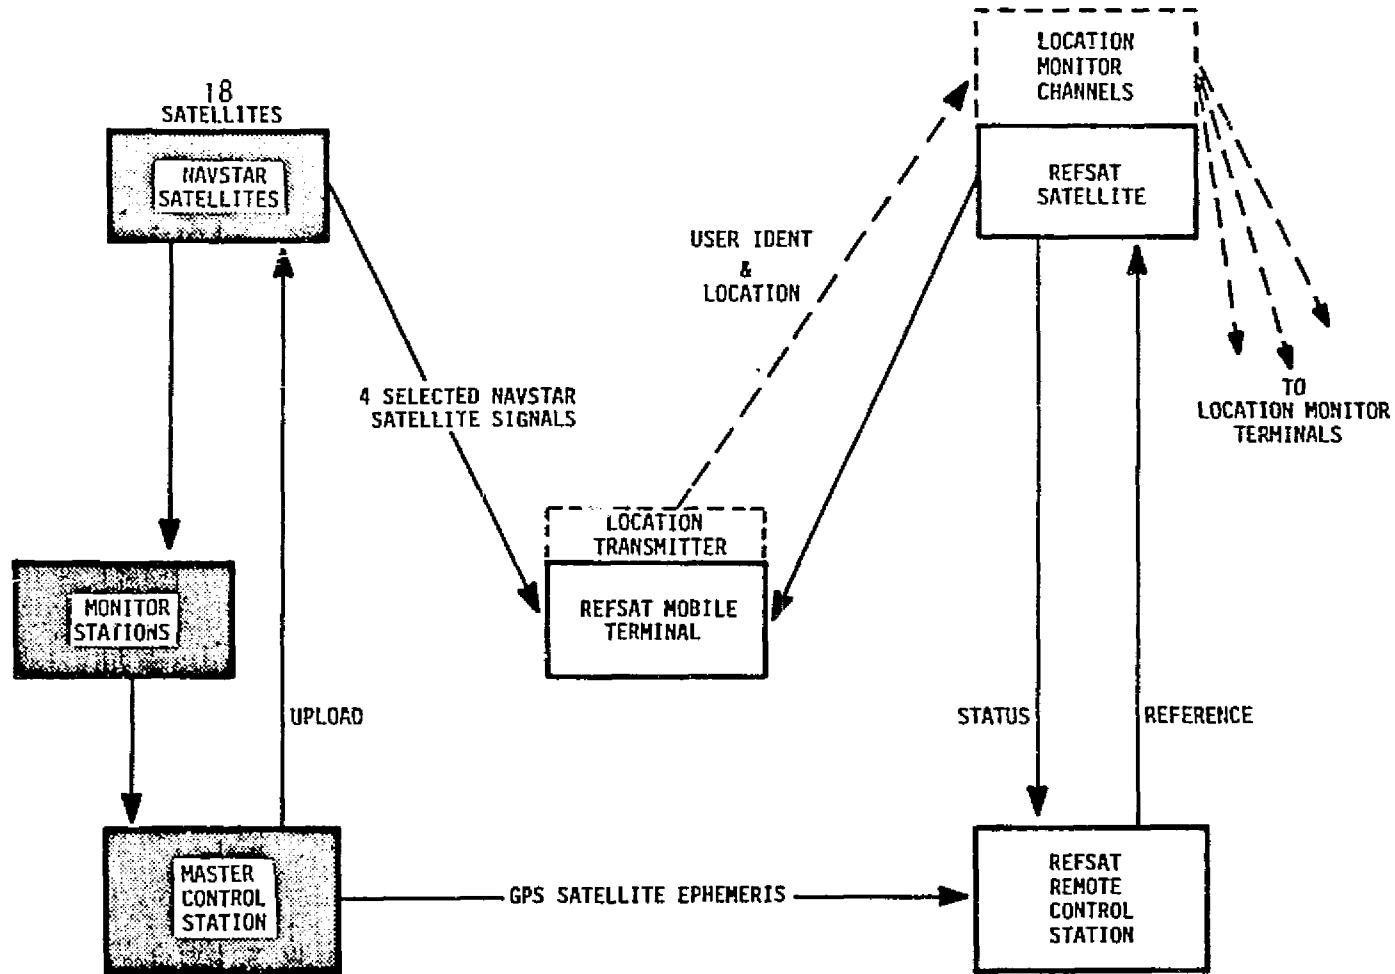 18
SATELLITES
NAVSTAR
SATELLITES
LOCATION
MONITOR
CHANNELS
REFSAT
SATELLITE
USER IDENT
&
LOCATION
4 SELECTED NAVSTAR
SATELLITE SIGNALS
TO
LOCATION MONITOR
TERMINALS
LOCATION
TRANSMITTER
REFSAT MOBILE
TERMINAL
MONITOR
STATIONS
UPLOAD
STATUS
REFERENCE
MASTER
CONTROL
STATION
GPS SATELLITE EPHEMERIS
REFSAT
REMOTE
CONTROL
STATION